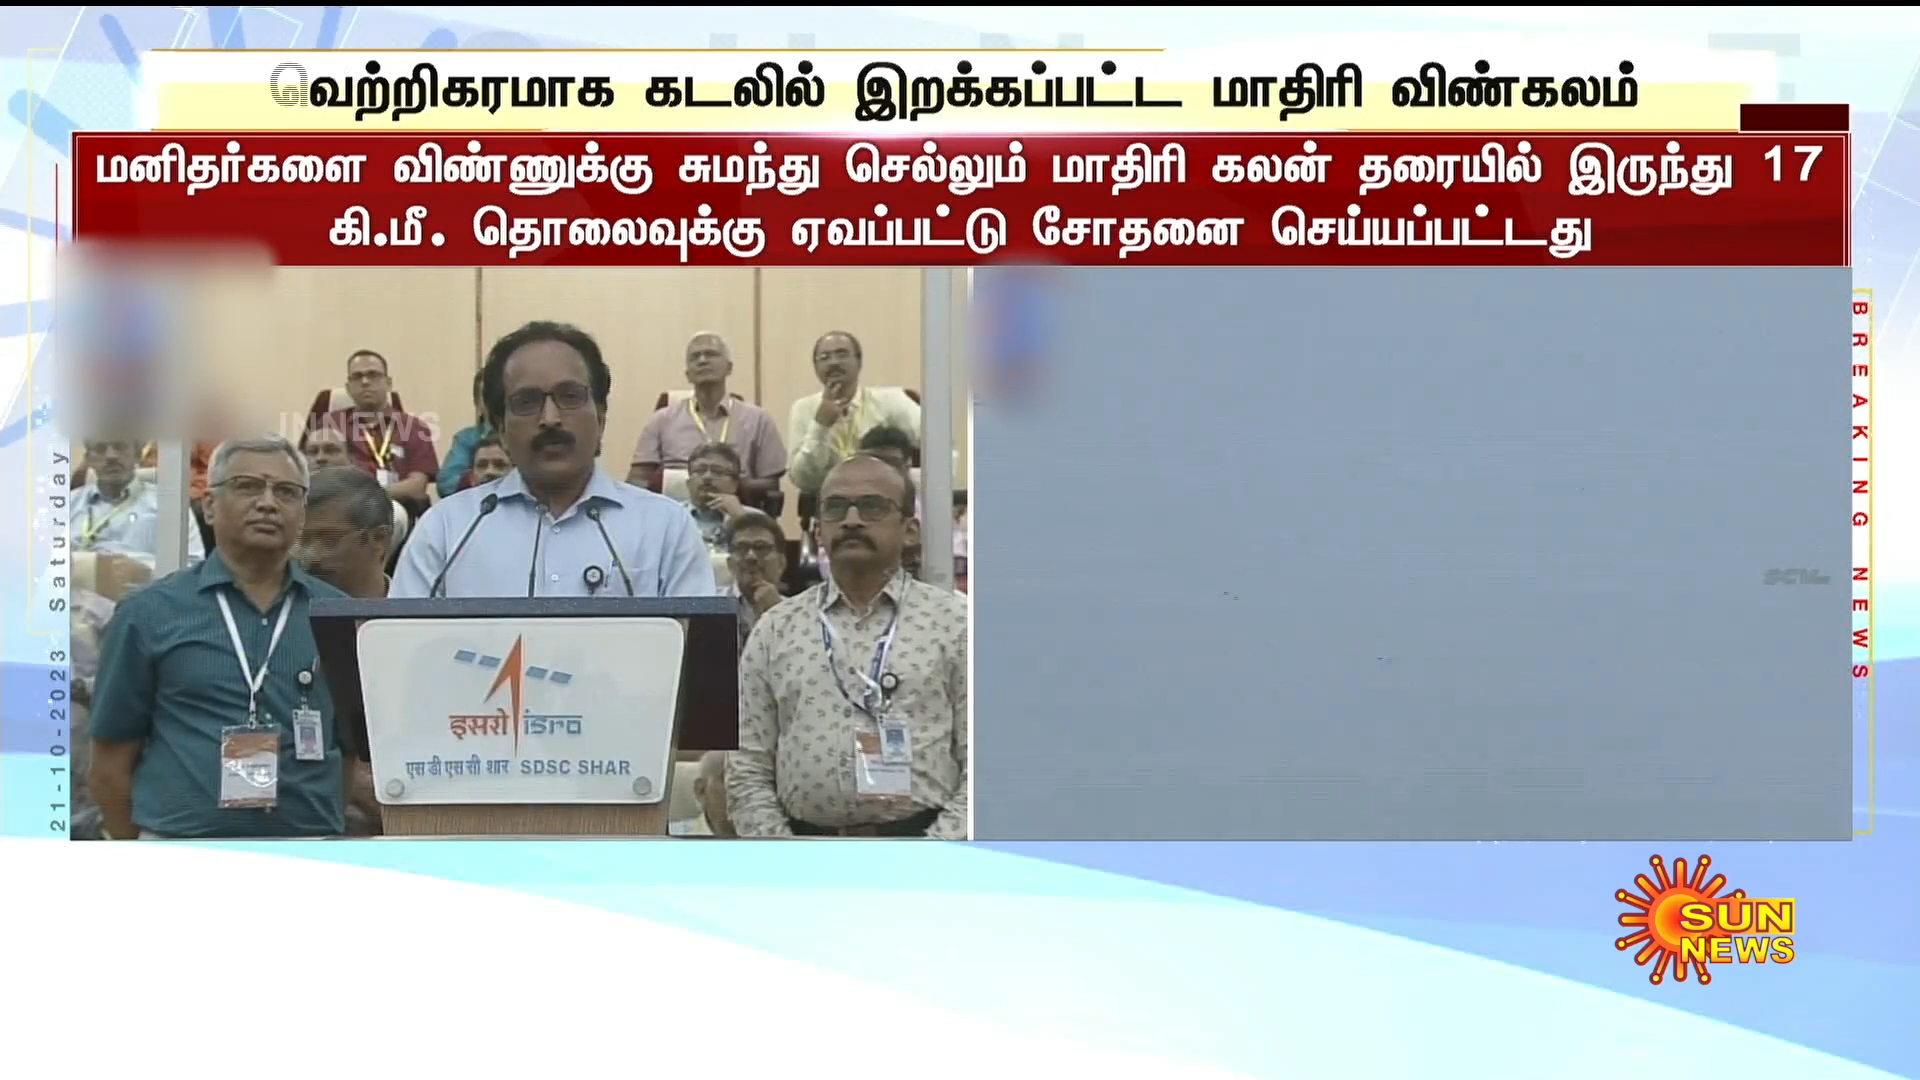 வெற்றிகரமாக கடலில் இறக்கப்பட்ட மாதிரி விண்கலம்
மனிதர்களை விண்ணுக்கு சுமந்து செல்லும் மாதிரி கலன் தரையில் இருந்து 17
கி.மீ. தொலைவுக்கு ஏவப்பட்டு சோதனை செய்யப்பட்டது
BREAKING NEWS
21-10-2023 Saturday
इसरो isro
एस डी एस सी शार SDSC SHAR
SUN
NEWS